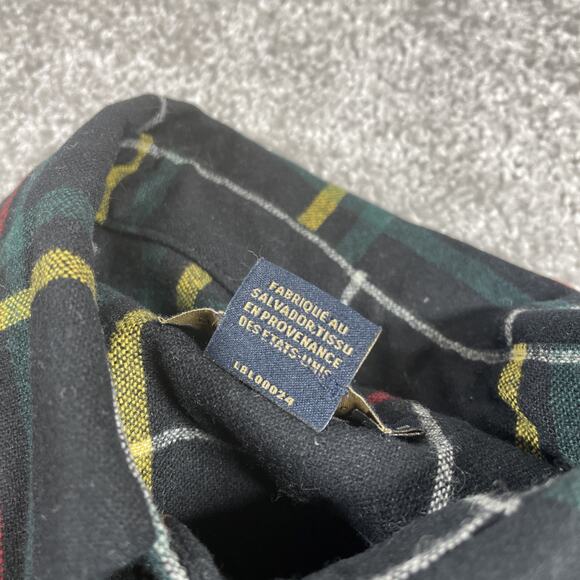 FABRIQUÉ AU
SALVADOR·TISSU
EN PROVENANCE
DES ÉTATS-UNIS
LBL00024